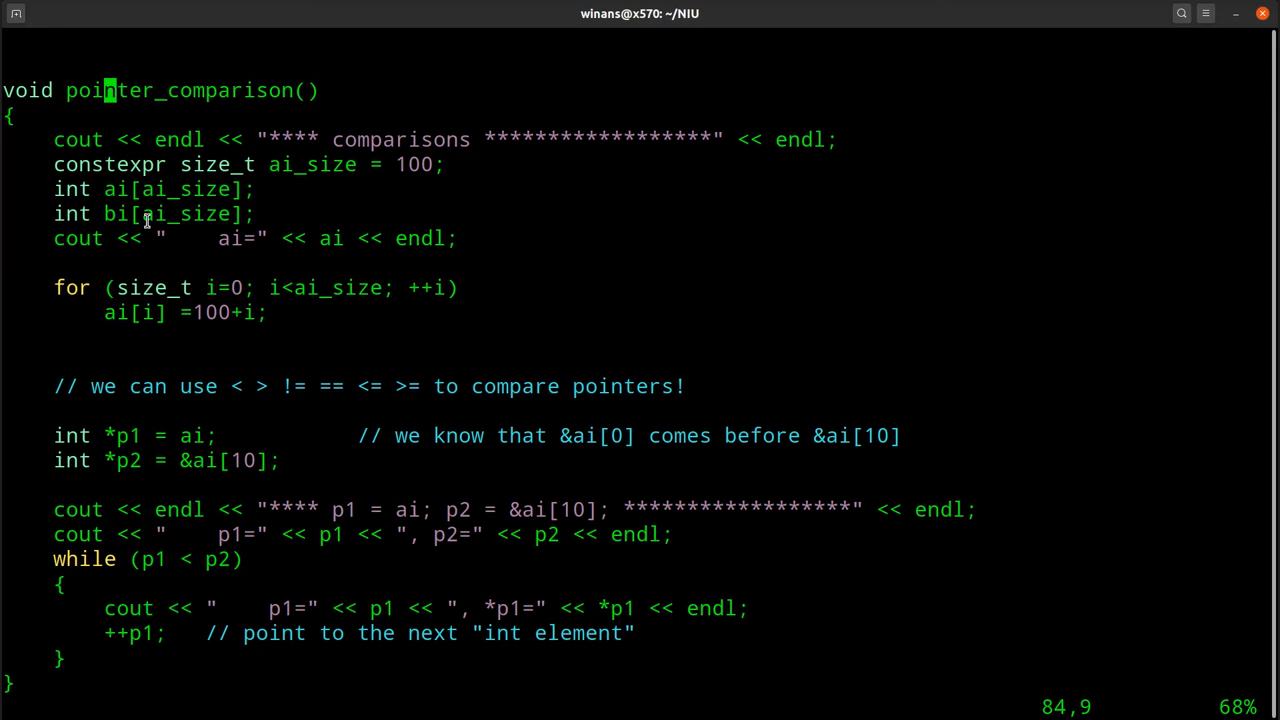 winans@x570: ~/NIU
void pointer_comparison()
{
    cout << endl << "**** comparisons ******************" << endl;
    constexpr size_t ai_size = 100;
    int ai[ai_size];
    int bi[ai_size];
    cout << "    ai=" << ai << endl;
    for (size_t i=0; i<ai_size; ++i)
        ai[i] =100+i;
    // we can use < > != == <= >= to compare pointers!
    int *p1 = ai;           // we know that &ai[0] comes before &ai[10]
    int *p2 = &ai[10];
    cout << endl << "**** p1 = ai; p2 = &ai[10]; ******************" << endl;
    cout << "    p1=" << p1 << ", p2=" << p2 << endl;
    while (p1 < p2)
    {
        cout << "    p1=" << p1 << ", *p1=" << *p1 << endl;
        ++p1;   // point to the next "int element"
    }
}
84,9          68%